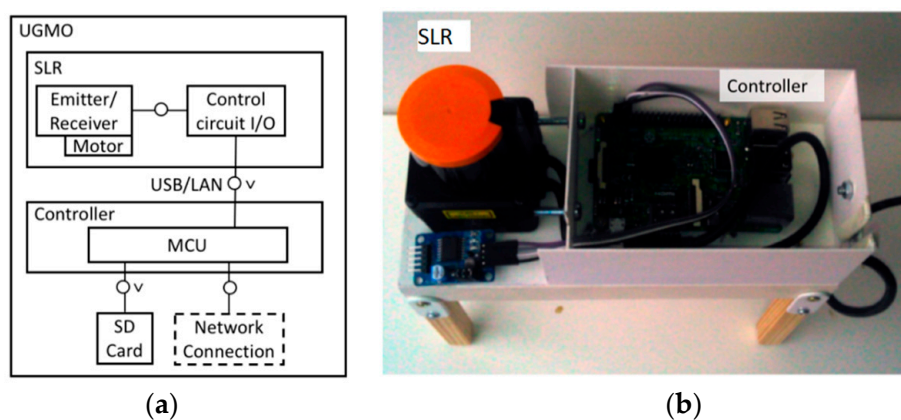 UGMO
SLR
Emitter/
Receiver
Motor
Control
circuit I/O
USB/LAN
v
Controller
MCU
v
SD
Card
Network
Connection
(a)
SLR
Controller
(b)